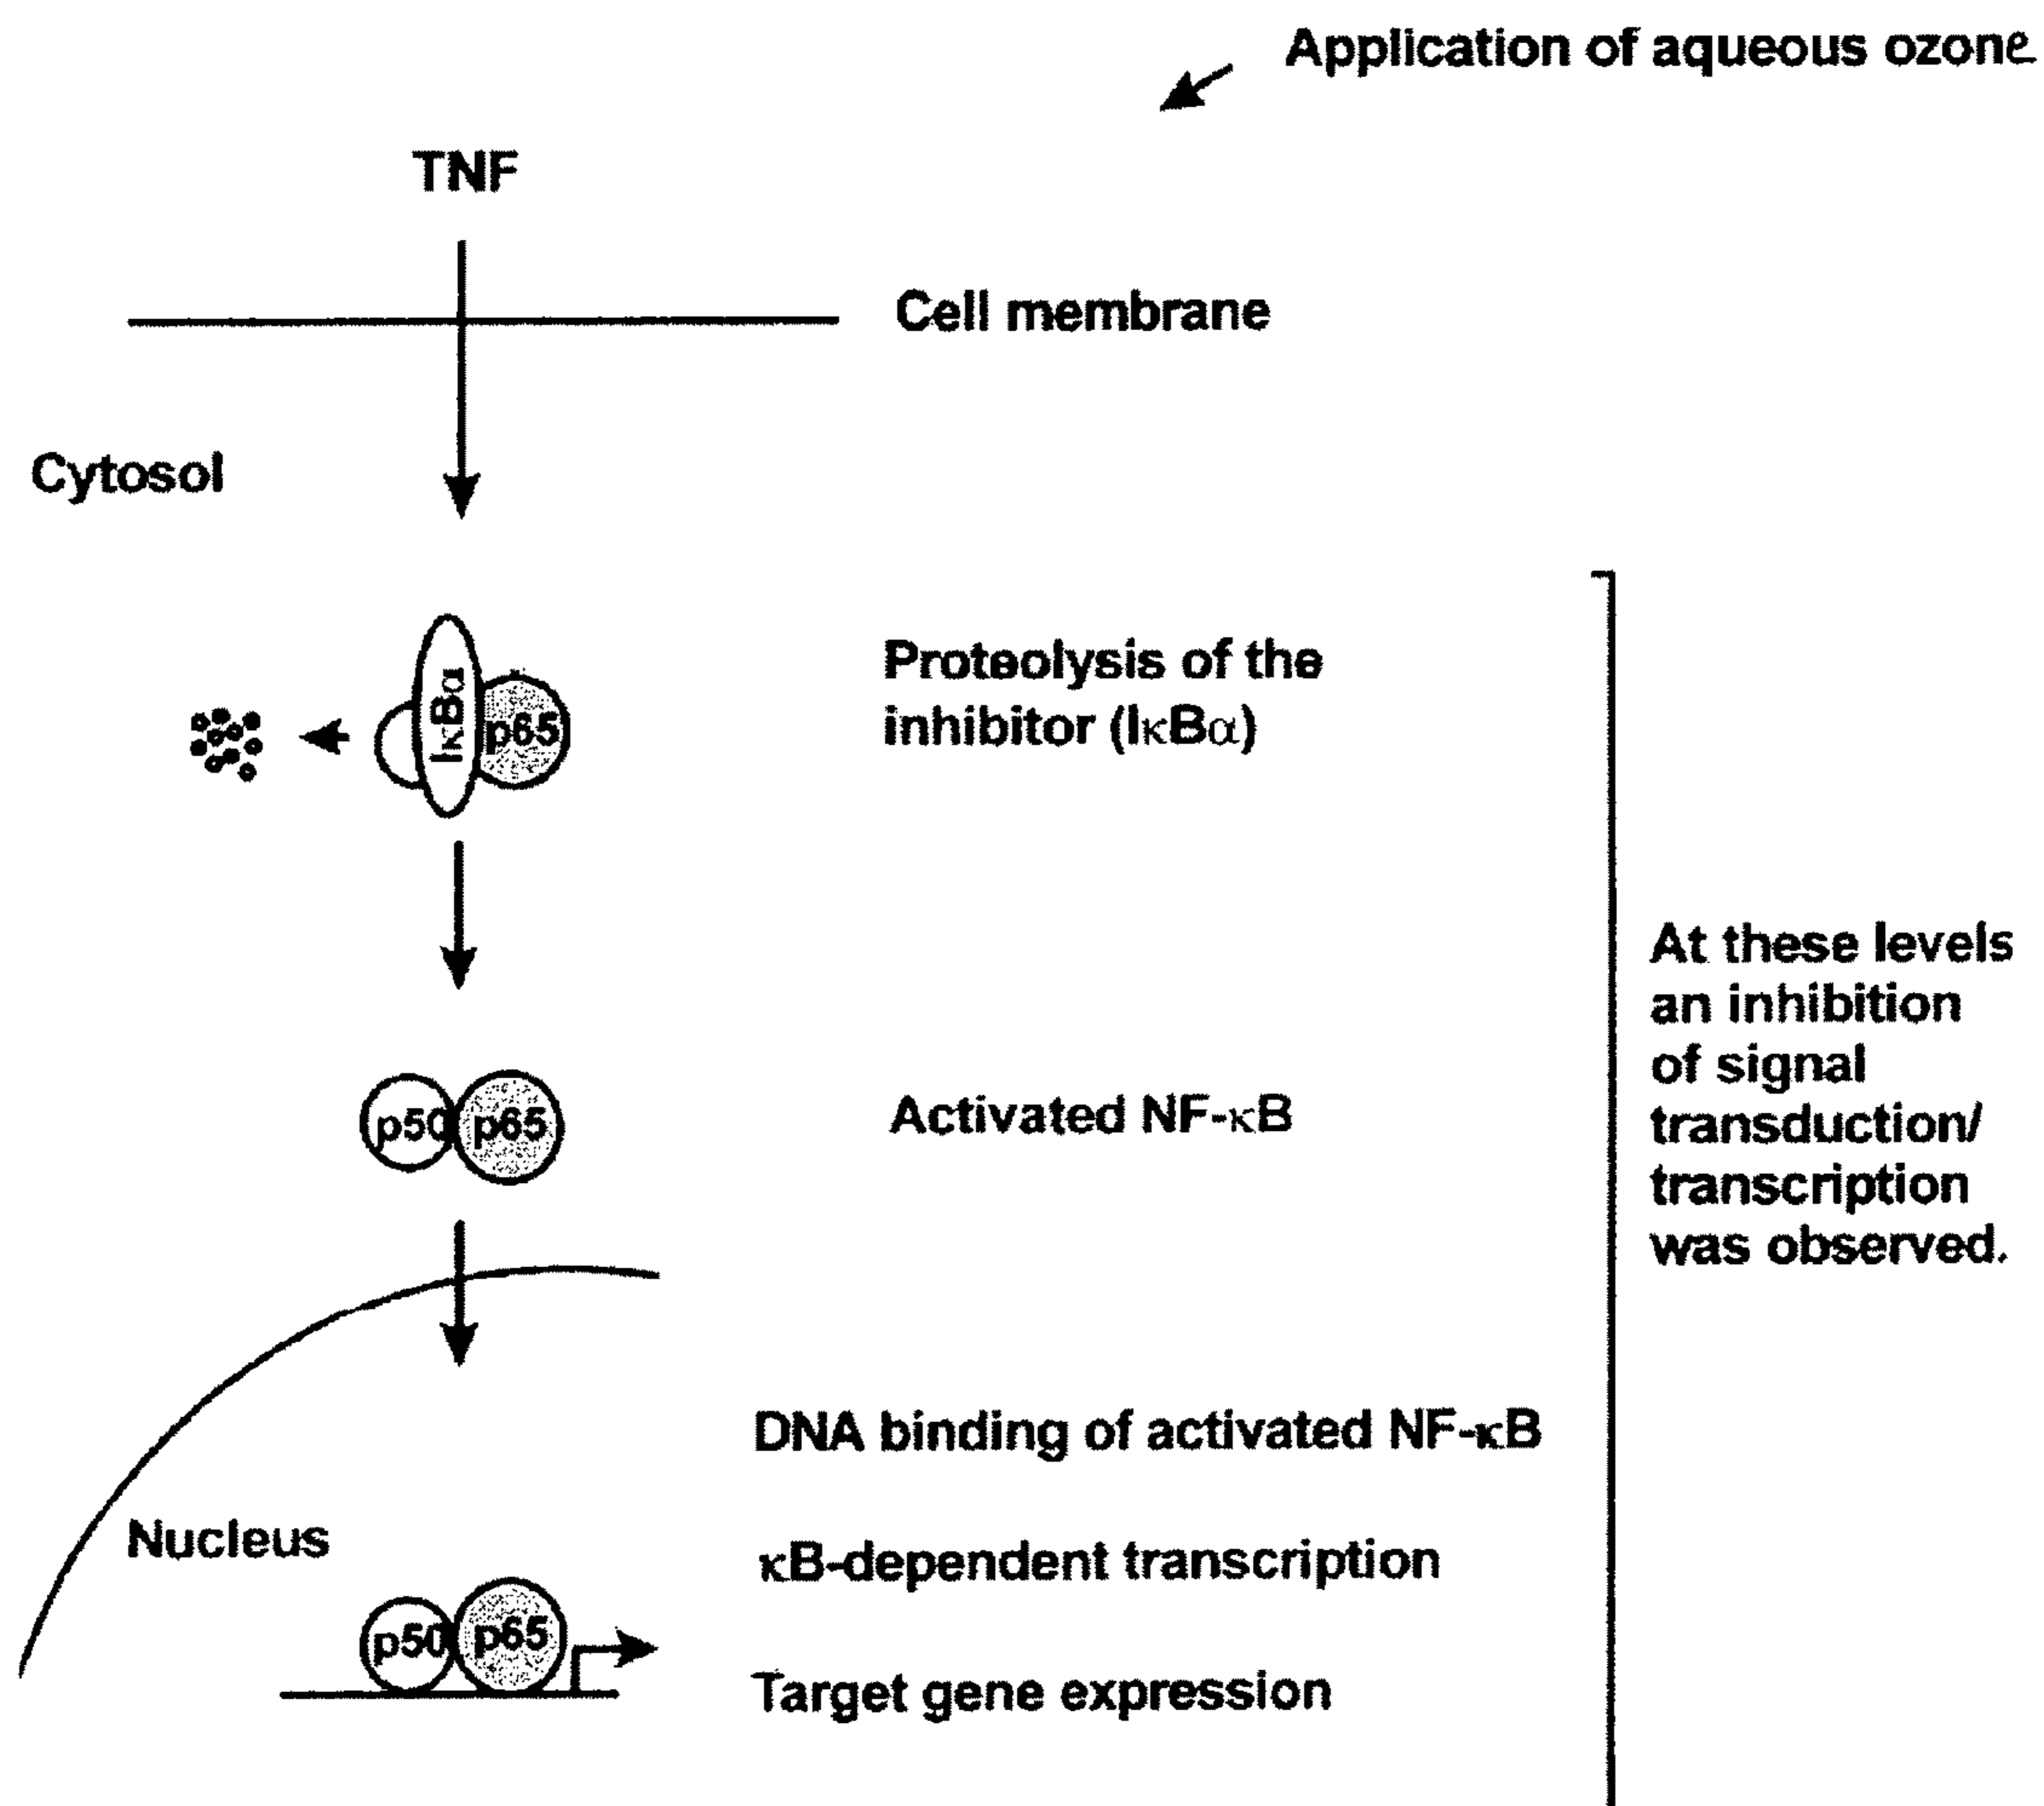 Application of aqueous ozone
TNF
Cell membrane
Cytosol
IκBα
p65
Proteolysis of the
inhibitor (IκBα)
p50
p65
Activated NF-κB
At these levels
an inhibition
of signal
transduction/
transcription
was observed.
DNA binding of activated NF-κB
Nucleus
κB-dependent transcription
p50
p65
Target gene expression